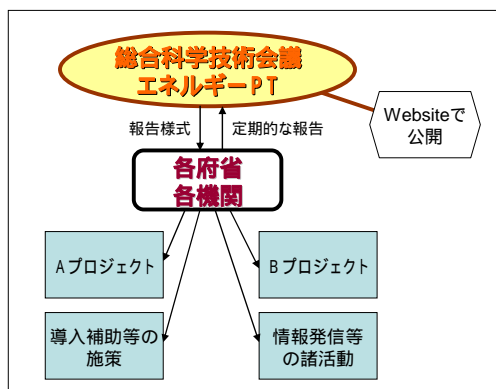 総合科学技術会議
エネルギーPT
Websiteで
公開
報告様式
定期的な報告
各府省
各機関
Aプロジェクト
Bプロジェクト
導入補助等の
施策
情報発信等
の諸活動